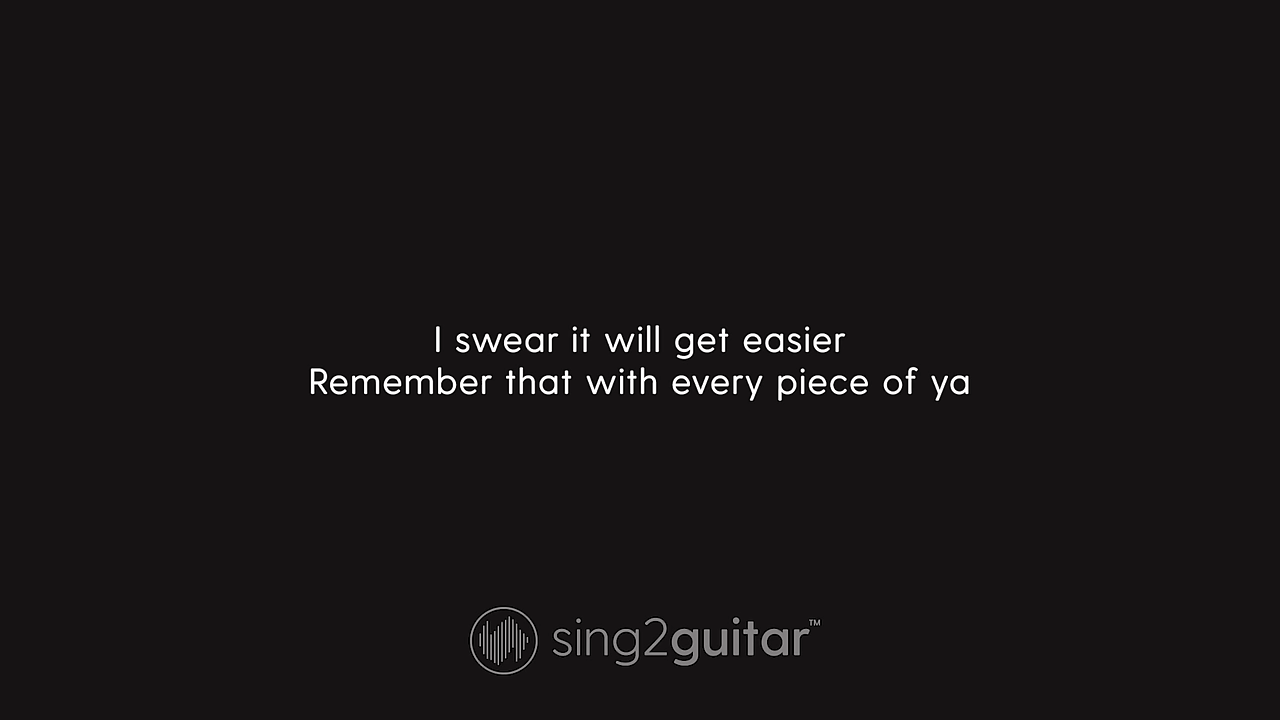 I swear it will get easier
Remember that with every piece of ya
sing2guitar™